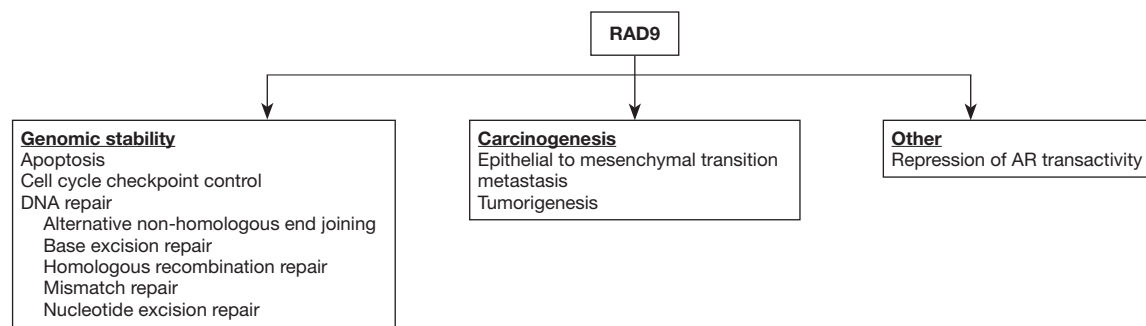 RAD9
Genomic stability
Apoptosis
Cell cycle checkpoint control
DNA repair
Alternative non-homologous end joining
Base excision repair
Homologous recombination repair
Mismatch repair
Nucleotide excision repair
Carcinogenesis
Epithelial to mesenchymal transition
metastasis
Tumorigenesis
Other
Repression of AR transactivity